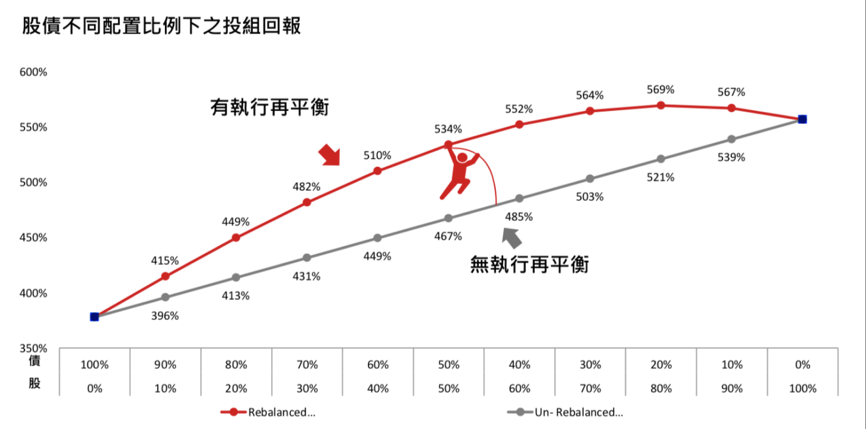 股債不同配置比例下之投組回報
600%
550%
500%
450%
400%
350%
有執行再平衡
無執行再平衡
415% 449% 482% 510% 534% 552% 564% 569% 567%
396% 413% 431% 449% 467% 485% 503% 521% 539%
債 100% 90% 80% 70% 60% 50% 40% 30% 20% 10% 0%
股 0% 10% 20% 30% 40% 50% 60% 70% 80% 90% 100%
Rebalanced... Un- Rebalanced...